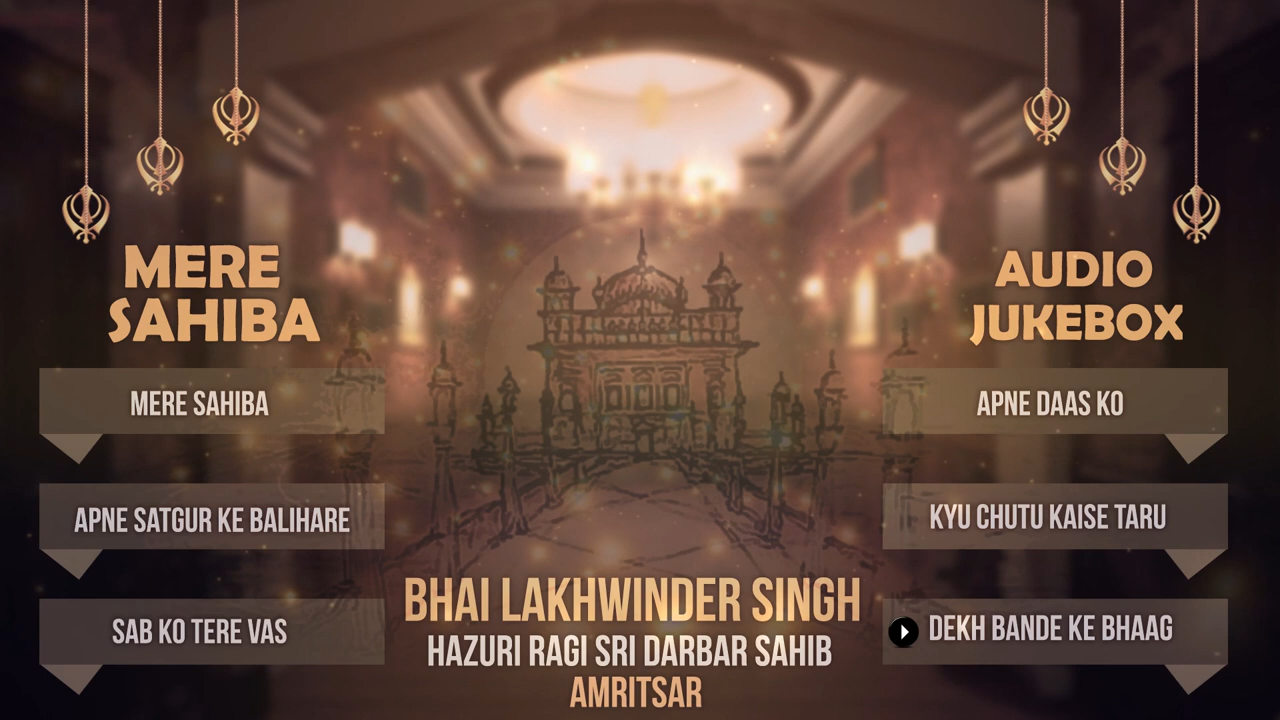 MERE
SAHIBA
MERE SAHIBA
APNE SATGUR KE BALIHARE
SAB KO TERE VAS
AUDIO
JUKEBOX
APNE DAAS KO
KYU CHUTU KAISE TARU
DEKH BANDE KE BHAAG
BHAI LAKHWINDER SINGH
HAZURI RAGI SRI DARBAR SAHIB
AMRITSAR